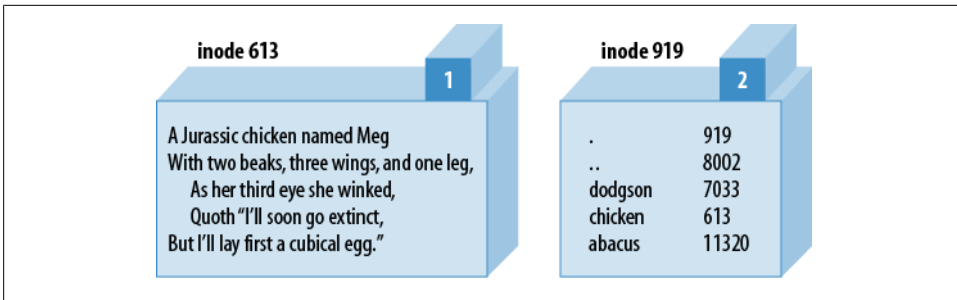 inode 613
1
A Jurassic chicken named Meg
With two beaks, three wings, and one leg,
As her third eye she winked,
Quoth “I’ll soon go extinct,
But I’ll lay first a cubical egg.”
inode 919
2
. 919
.. 8002
dodgson 7033
chicken 613
abacus 11320